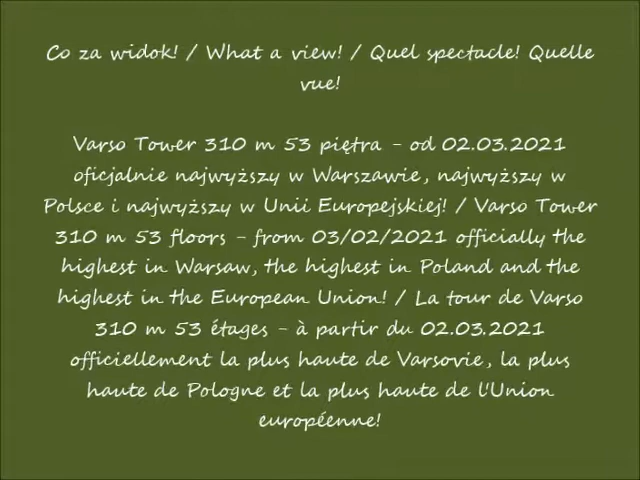 Co za widok! / What a view! / Quel spectacle! Quelle
vue!
Varso Tower 310 m 53 piętra - od 02.03.2021
oficjalnie najwyższy w Warszawie, najwyższy w
Polsce i najwyższy w Unii Europejskiej! / Varso Tower
310 m 53 floors - from 03/02/2021 officially the
highest in Warsaw, the highest in Poland and the
highest in the European Union! / La tour de Varso
310 m 53 étages - à partir du 02.03.2021
officiellement la plus haute de Varsovie, la plus
haute de Pologne et la plus haute de l'Union
européenne!